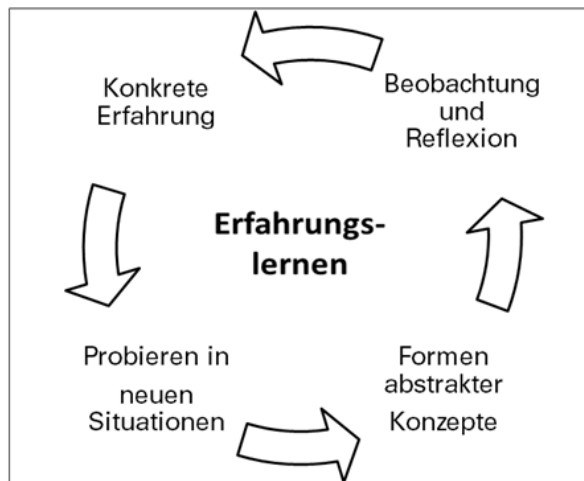 Konkrete
Erfahrung
Beobachtung
und
Reflexion
Erfahrungs-
lernen
Probieren in
neuen
Situationen
Formen
abstrakter
Konzepte